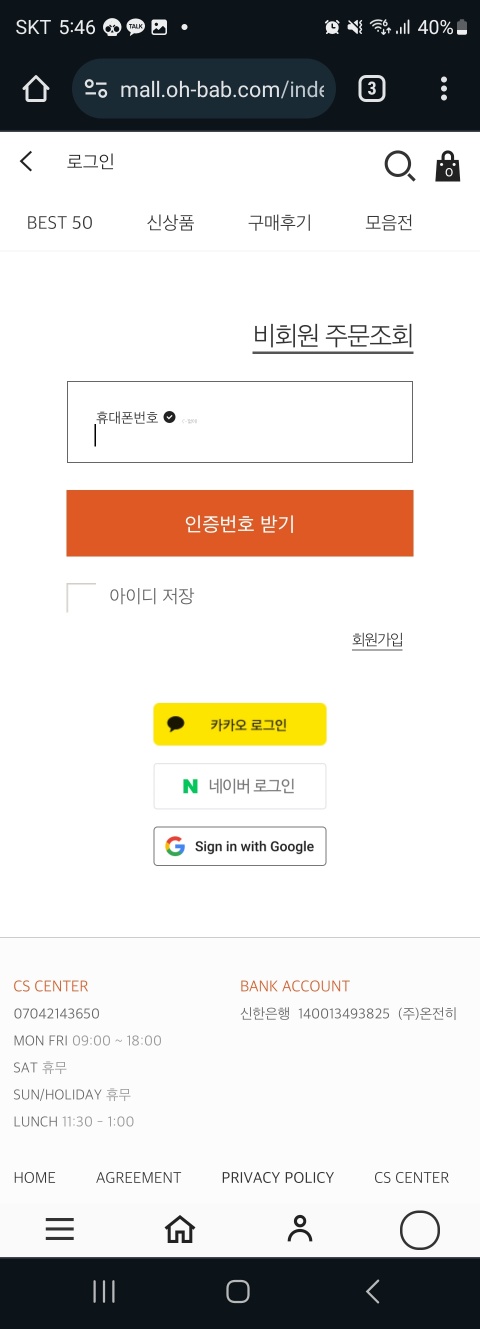 SKT 5:46 TALK 40%
mall.oh-bab.com/inde 3
로그인 0
BEST 50 신상품 구매후기 모음전
비회원 주문조회
휴대폰번호
인증번호 받기
아이디 저장
회원가입
카카오 로그인
N 네이버 로그인
G Sign in with Google
CS CENTER
07042143650
MON FRI 09:00 ~ 18:00
SAT 휴무
SUN/HOLIDAY 휴무
LUNCH 11:30 - 1:00
BANK ACCOUNT
신한은행 140013493825 (주)온전히
HOME AGREEMENT PRIVACY POLICY CS CENTER